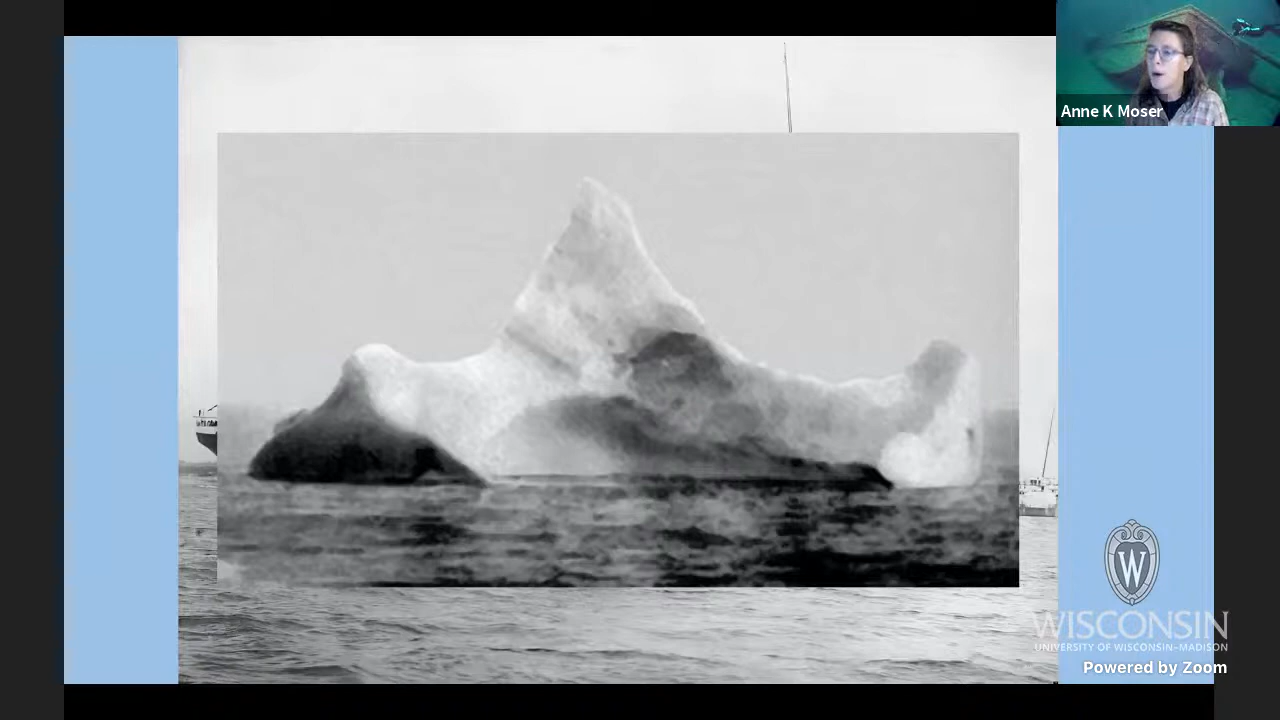 Anne K Moser
W
WISCONSIN
UNIVERSITY OF WISCONSIN–MADISON
Powered by Zoom